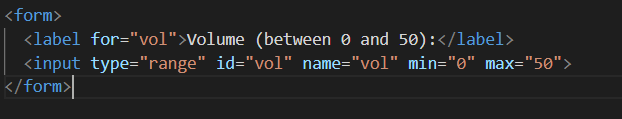 <form>
<label for="vol">Volume (between 0 and 50):</label>
<input type="range" id="vol" name="vol" min="0" max="50">
</form>